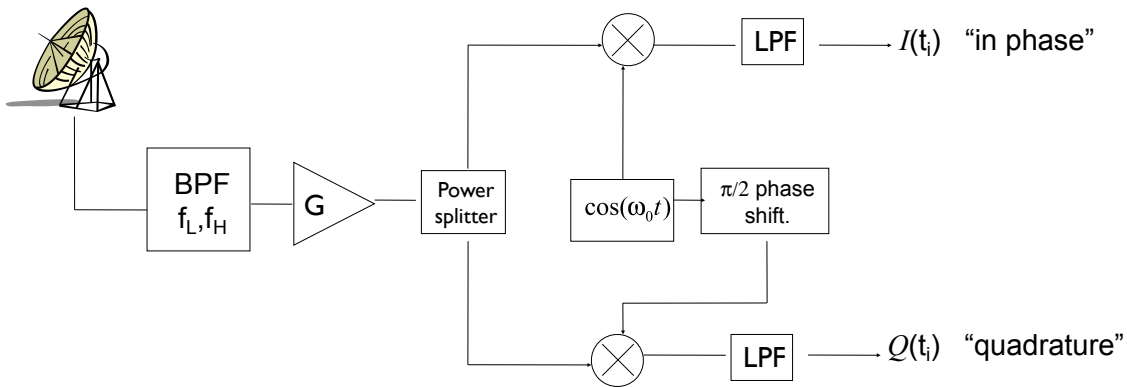 LPF
I(tᵢ) “in phase”
BPF
f_L,f_H
G
Power
splitter
cos(ω₀t)
π/2 phase
shift.
LPF
Q(tᵢ) “quadrature”